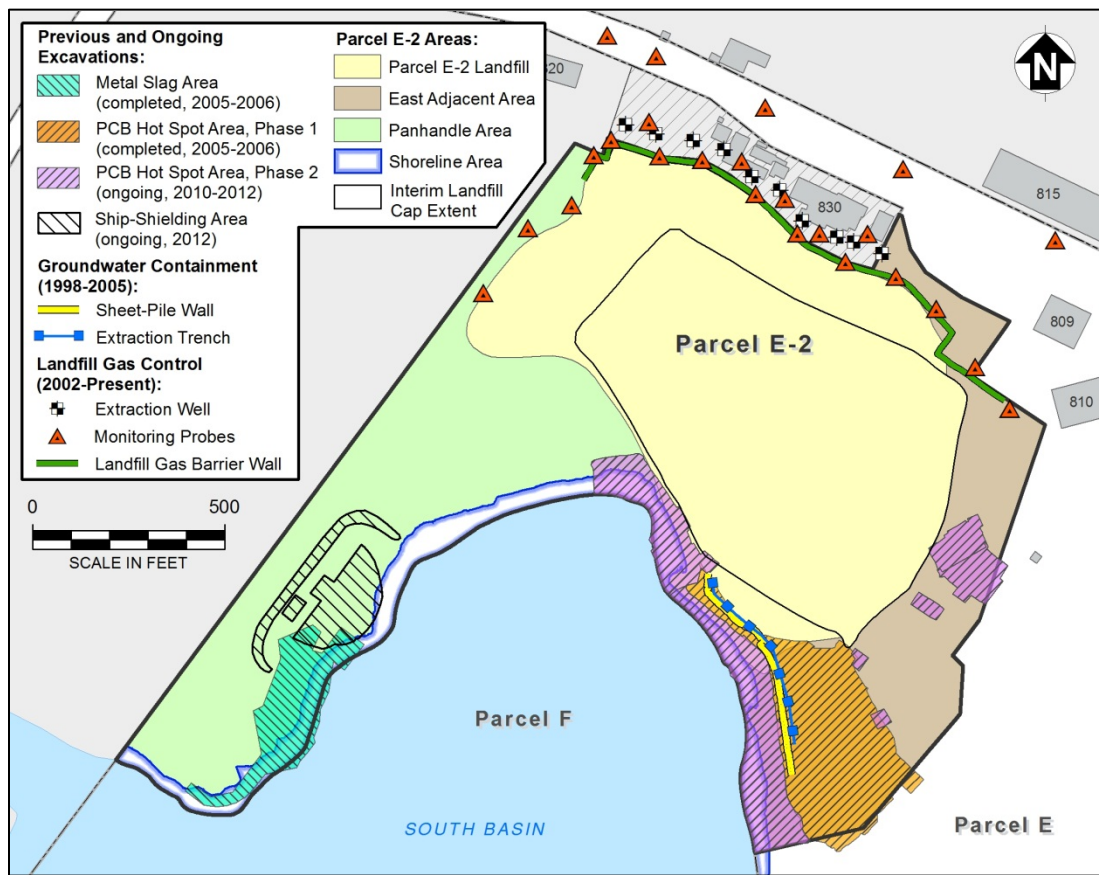 Previous and Ongoing
Excavations:
Metal Slag Area
(completed, 2005-2006)
PCB Hot Spot Area, Phase 1
(completed, 2005-2006)
PCB Hot Spot Area, Phase 2
(ongoing, 2010-2012)
Ship-Shielding Area
(ongoing, 2012)
Groundwater Containment
(1998-2005):
Sheet-Pile Wall
Extraction Trench
Landfill Gas Control
(2002-Present):
Extraction Well
Monitoring Probes
Landfill Gas Barrier Wall
Parcel E-2 Areas:
Parcel E-2 Landfill
East Adjacent Area
Panhandle Area
Shoreline Area
Interim Landfill
Cap Extent
0 500
SCALE IN FEET
N
815
830
809
810
Parcel E-2
Parcel F
SOUTH BASIN
Parcel E